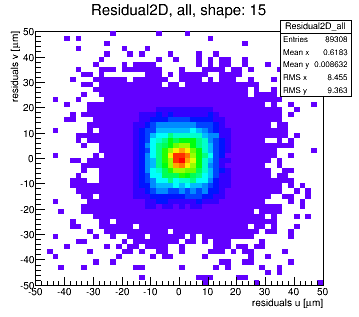 Residual2D, all, shape: 15
Residual2D_all
Entries 89308
Mean x 0.6183
Mean y 0.008632
RMS x 8.455
RMS y 9.363
residuals v [μm]
50
40
30
20
10
0
-10
-20
-30
-40
-50
-50 -40 -30 -20 -10 0 10 20 30 40 50
residuals u [μm]